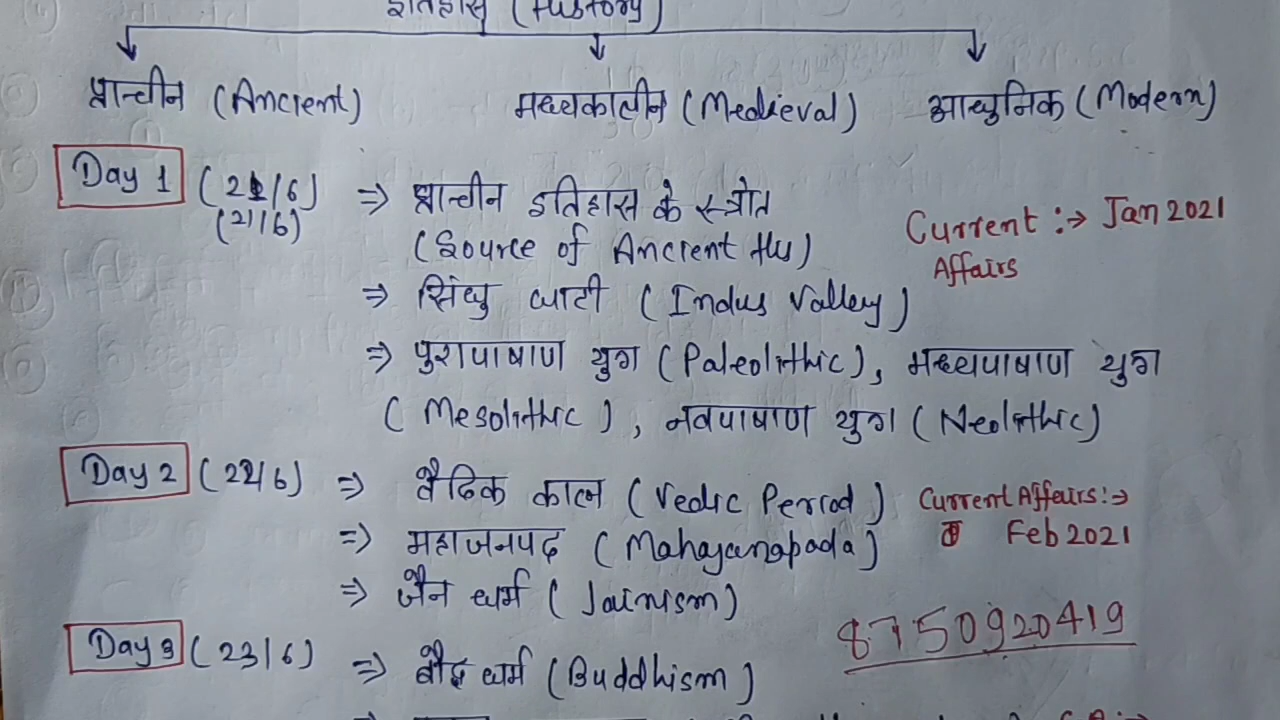 इतिहास (History)
प्राचीन (Ancient) मध्यकालीन (Medieval) आधुनिक (Modern)
Day 1 (21/6) ⇒ प्राचीन इतिहास के स्त्रोत
(21/6) (Source of Ancient His)
Current :→ Jan 2021
Affairs
⇒ सिंधु घाटी (Indus Valley)
⇒ पुरापाषाण युग (Paleolithic), मध्यपाषाण युग
(Mesolithic), नवपाषाण युग (Neolithic)
Day 2 (22/6) ⇒ वैदिक काल (Vedic Period)
Current Affairs :→
Feb 2021
⇒ महाजनपद (Mahajanapada)
⇒ जैन धर्म (Jainism)
8750920419
Day 3 (23/6) ⇒ बौद्ध धर्म (Buddhism)